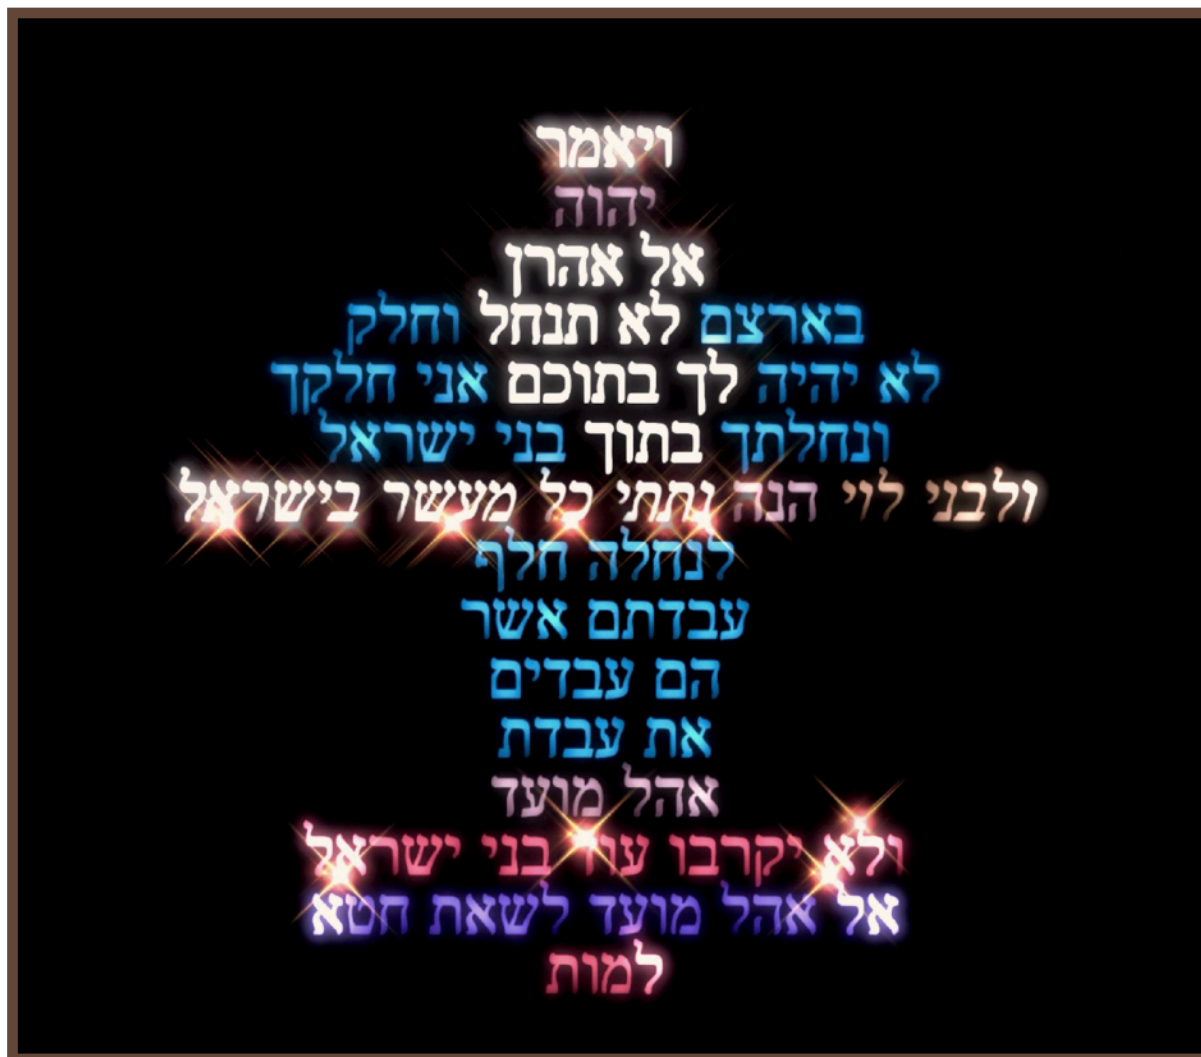 ויאמר
יהוה
אל אהרן
בארצם לא תנחל וחלק
לא יהיה לך בתוכם אני חלקך
ונחלתך בתוך בני ישראל
ולבני לוי הנה נתתי כל מעשר בישראל
לנחלה חלף
עבדתם אשר
הם עבדים
את עבדת
אהל מועד
ולא יקרבו עוד בני ישראל
אל אהל מועד לשאת חטא
למות